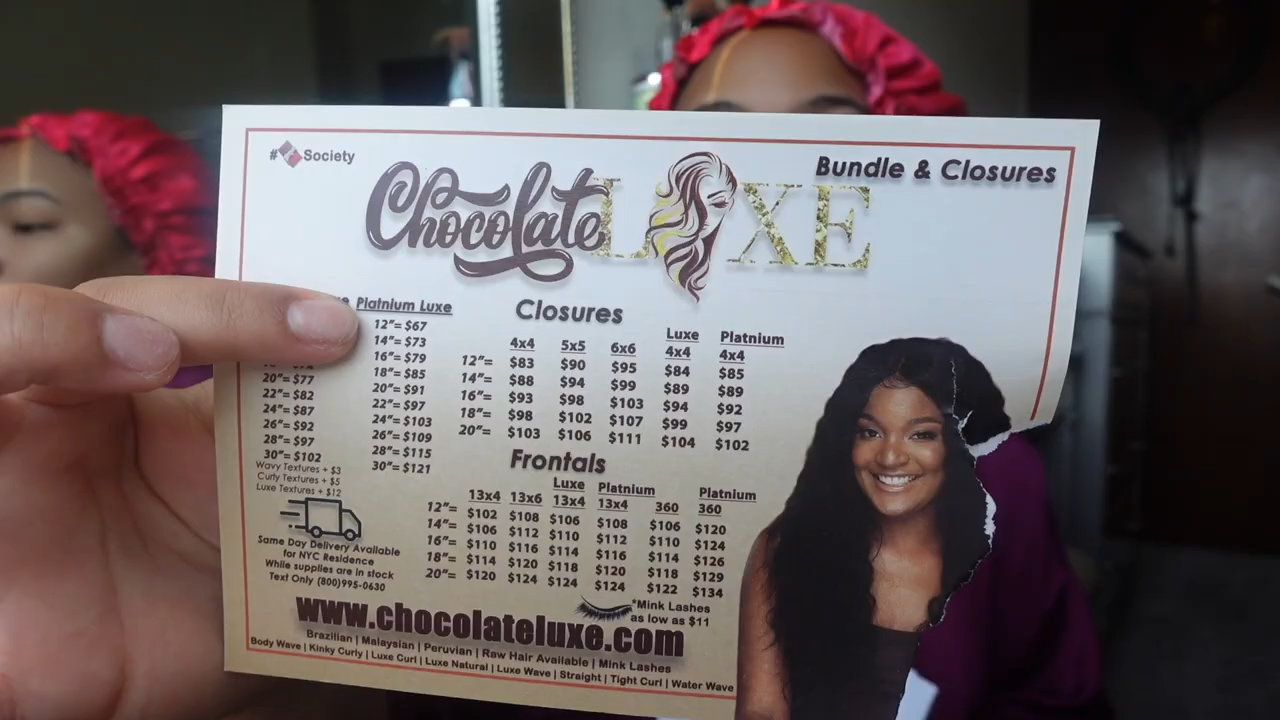 #Society
Chocolate LUXE
Bundle & Closures
Platnium Luxe
12"= $67
14"= $73
16"= $79
18"= $85
20"= $91
22"= $97
24"= $103
26"= $109
28"= $115
30"= $121
20"= $77
22"= $82
24"= $87
26"= $92
28"= $97
30"= $102
Wavy Textures + $3
Curly Textures + $5
Luxe Textures + $12
Closures
Luxe Platnium
4x4 5x5 6x6 4x4 4x4
12"= $83 $90 $95 $84 $85
14"= $88 $94 $99 $89 $89
16"= $93 $98 $103 $94 $92
18"= $98 $102 $107 $99 $97
20"= $103 $106 $111 $104 $102
Frontals
Luxe Platnium Platnium
13x4 13x6 13x4 13x4 360 360
12"= $102 $108 $106 $108 $106 $120
14"= $106 $112 $110 $112 $110 $124
16"= $110 $116 $114 $116 $114 $126
18"= $114 $120 $118 $120 $118 $129
20"= $120 $124 $124 $124 $122 $134
Same Day Delivery Available
for NYC Residence
While supplies are in stock
Text Only (800)995-0630
*Mink Lashes
as low as $11
www.chocolateluxe.com
Brazilian | Malaysian | Peruvian | Raw Hair Available | Mink Lashes
Body Wave | Kinky Curly | Luxe Curl | Luxe Natural | Luxe Wave | Straight | Tight Curl | Water Wave